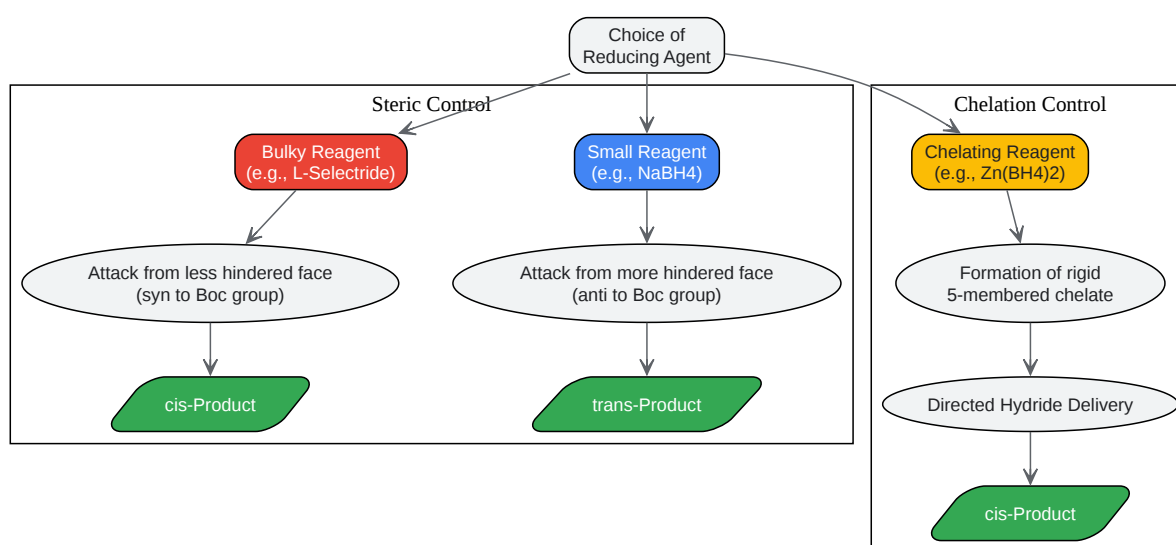 Choice of
Reducing Agent
Steric Control
Chelation Control
Bulky Reagent
(e.g., L-Selectride)
Small Reagent
(e.g., NaBH4)
Chelating Reagent
(e.g., Zn(BH4)2)
Attack from less hindered face
(syn to Boc group)
Attack from more hindered face
(anti to Boc group)
Formation of rigid
5-membered chelate
cis-Product
trans-Product
Directed Hydride Delivery
cis-Product